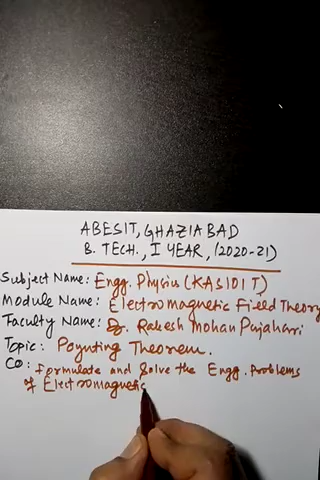 ABESIT, GHAZIABAD
B. TECH., I YEAR, (2020-21)
Subject Name: Engg. Physics (KAS101T)
Module Name: Electromagnetic Field Theory
Faculty Name: Dr. Rakesh Mohan Pujahari
Topic: Poynting Theorem.
CO: Formulate and Solve the Engg. Problems
of Electromagnetic